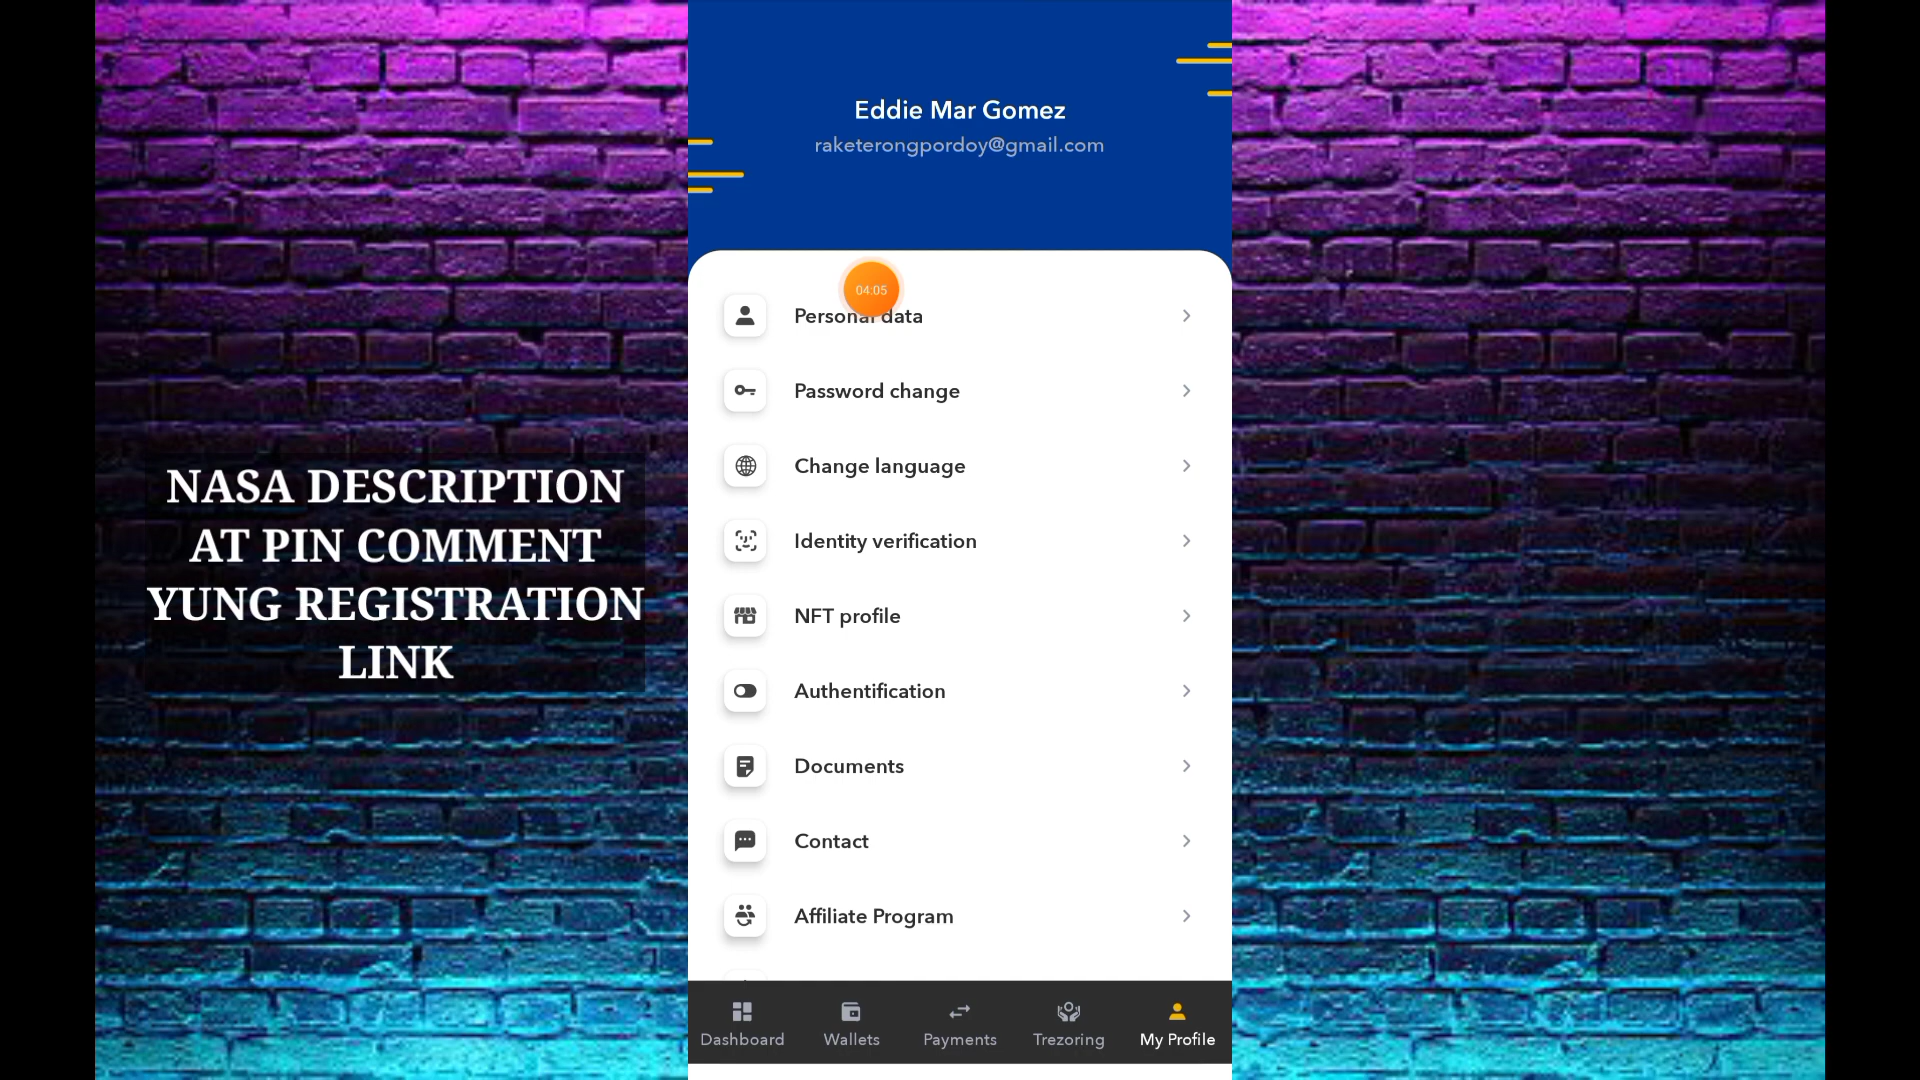 Eddie Mar Gomez
raketerongpordoy@gmail.com
04:05
Personal data
Password change
Change language
Identity verification
NFT profile
Authentification
Documents
Contact
Affiliate Program
NASA DESCRIPTION
AT PIN COMMENT
YUNG REGISTRATION
LINK
Dashboard
Wallets
Payments
Trezoring
My Profile